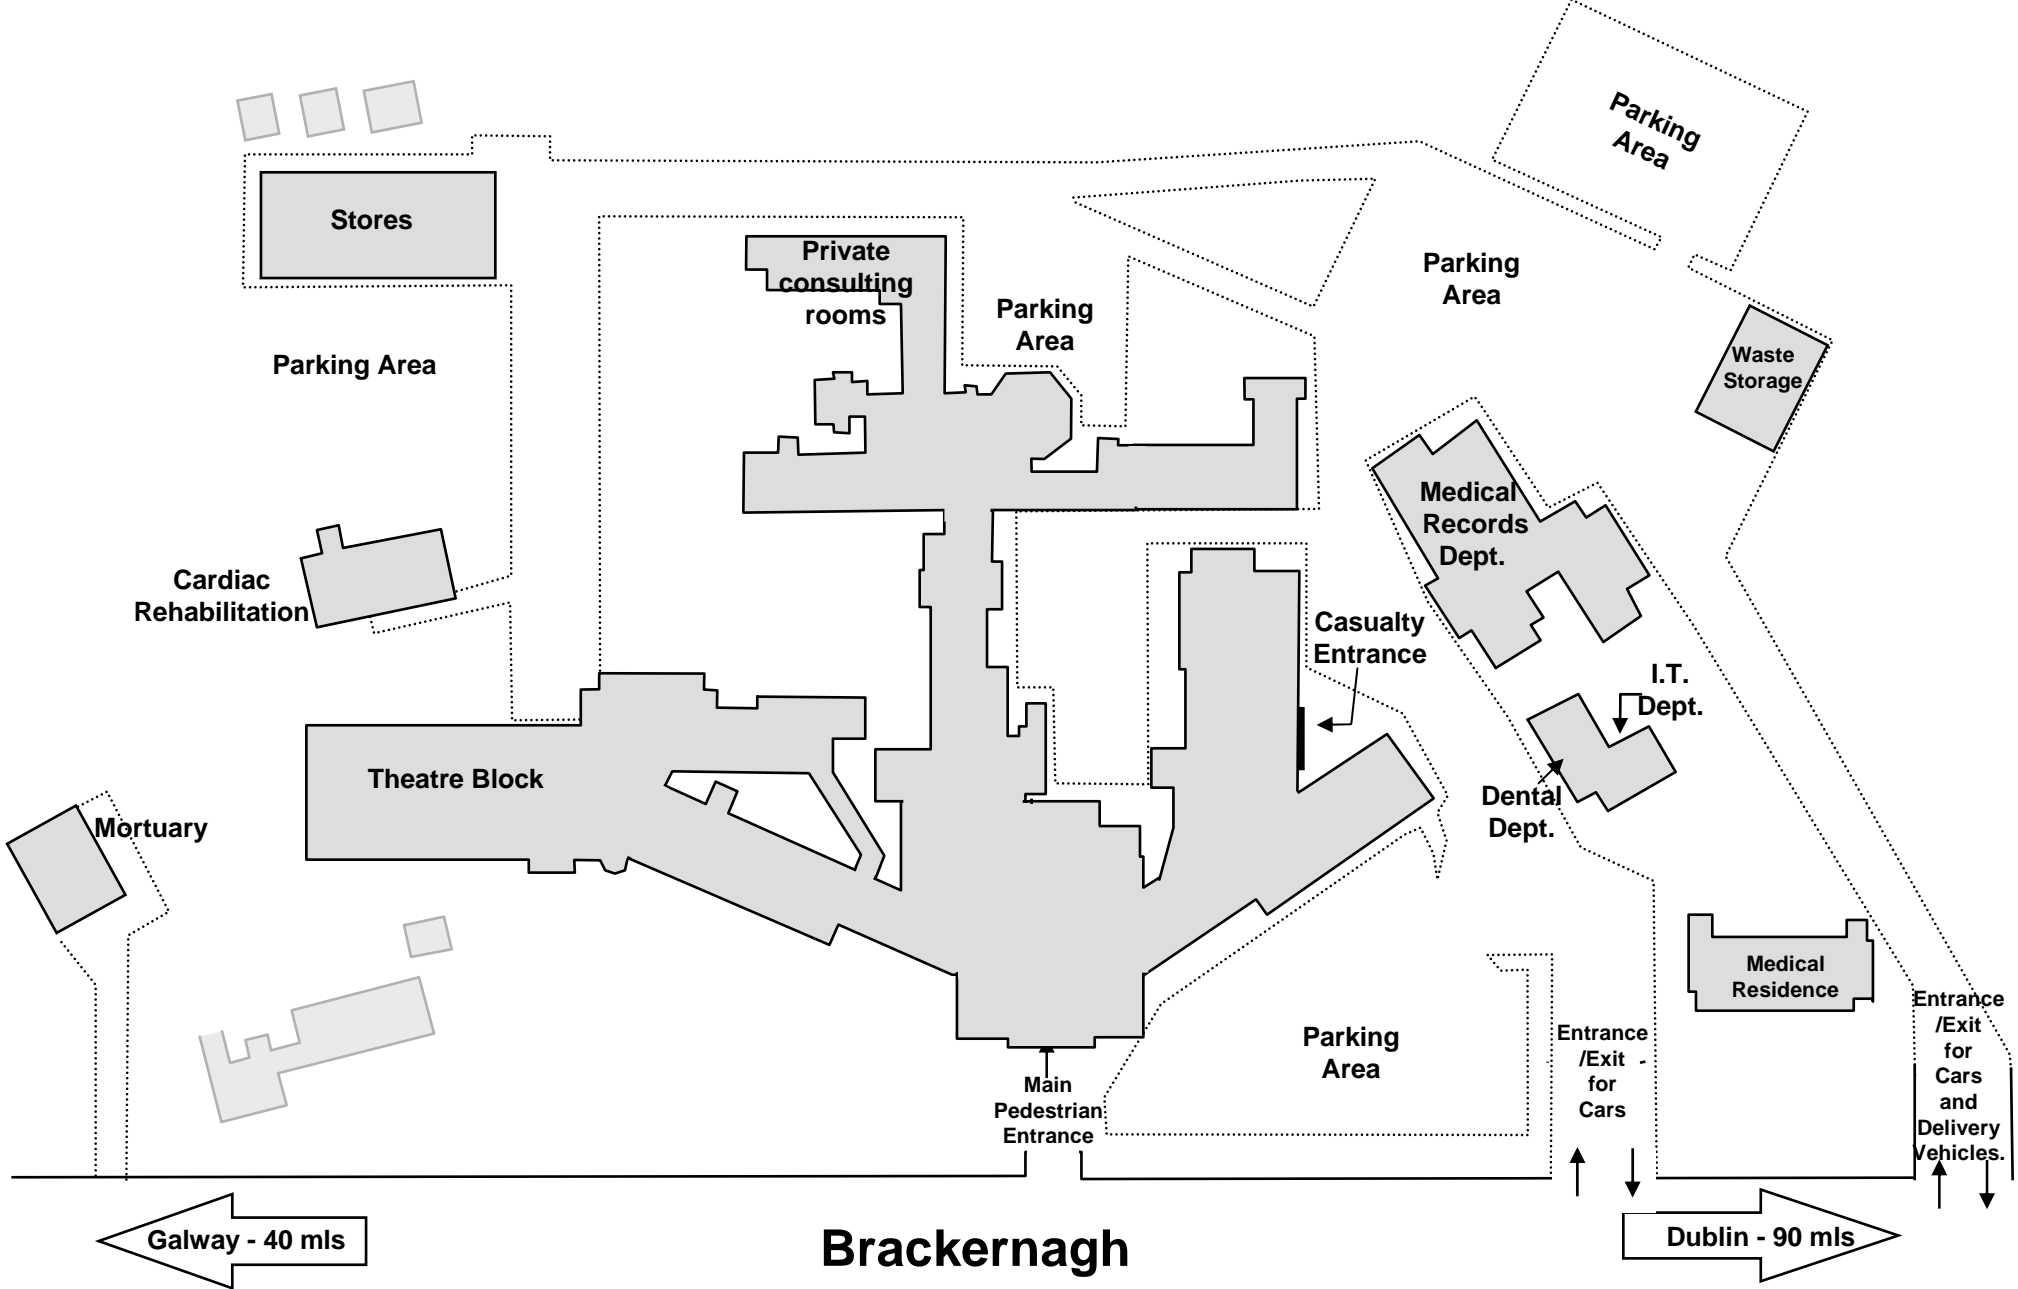 Parking
Area
Stores
Private
consulting
rooms
Parking
Area
Parking
Area
Parking Area
Waste
Storage
Medical
Records
Dept.
Cardiac
Rehabilitation
Casualty
Entrance
I.T.
Dept.
Theatre Block
Dental
Dept.
Mortuary
Medical
Residence
Parking
Area
Entrance
/Exit
for
Cars
Entrance
/Exit
for
Cars
and
Delivery
Vehicles.
Main
Pedestrian
Entrance
Galway - 40 mls
Brackernagh
Dublin - 90 mls